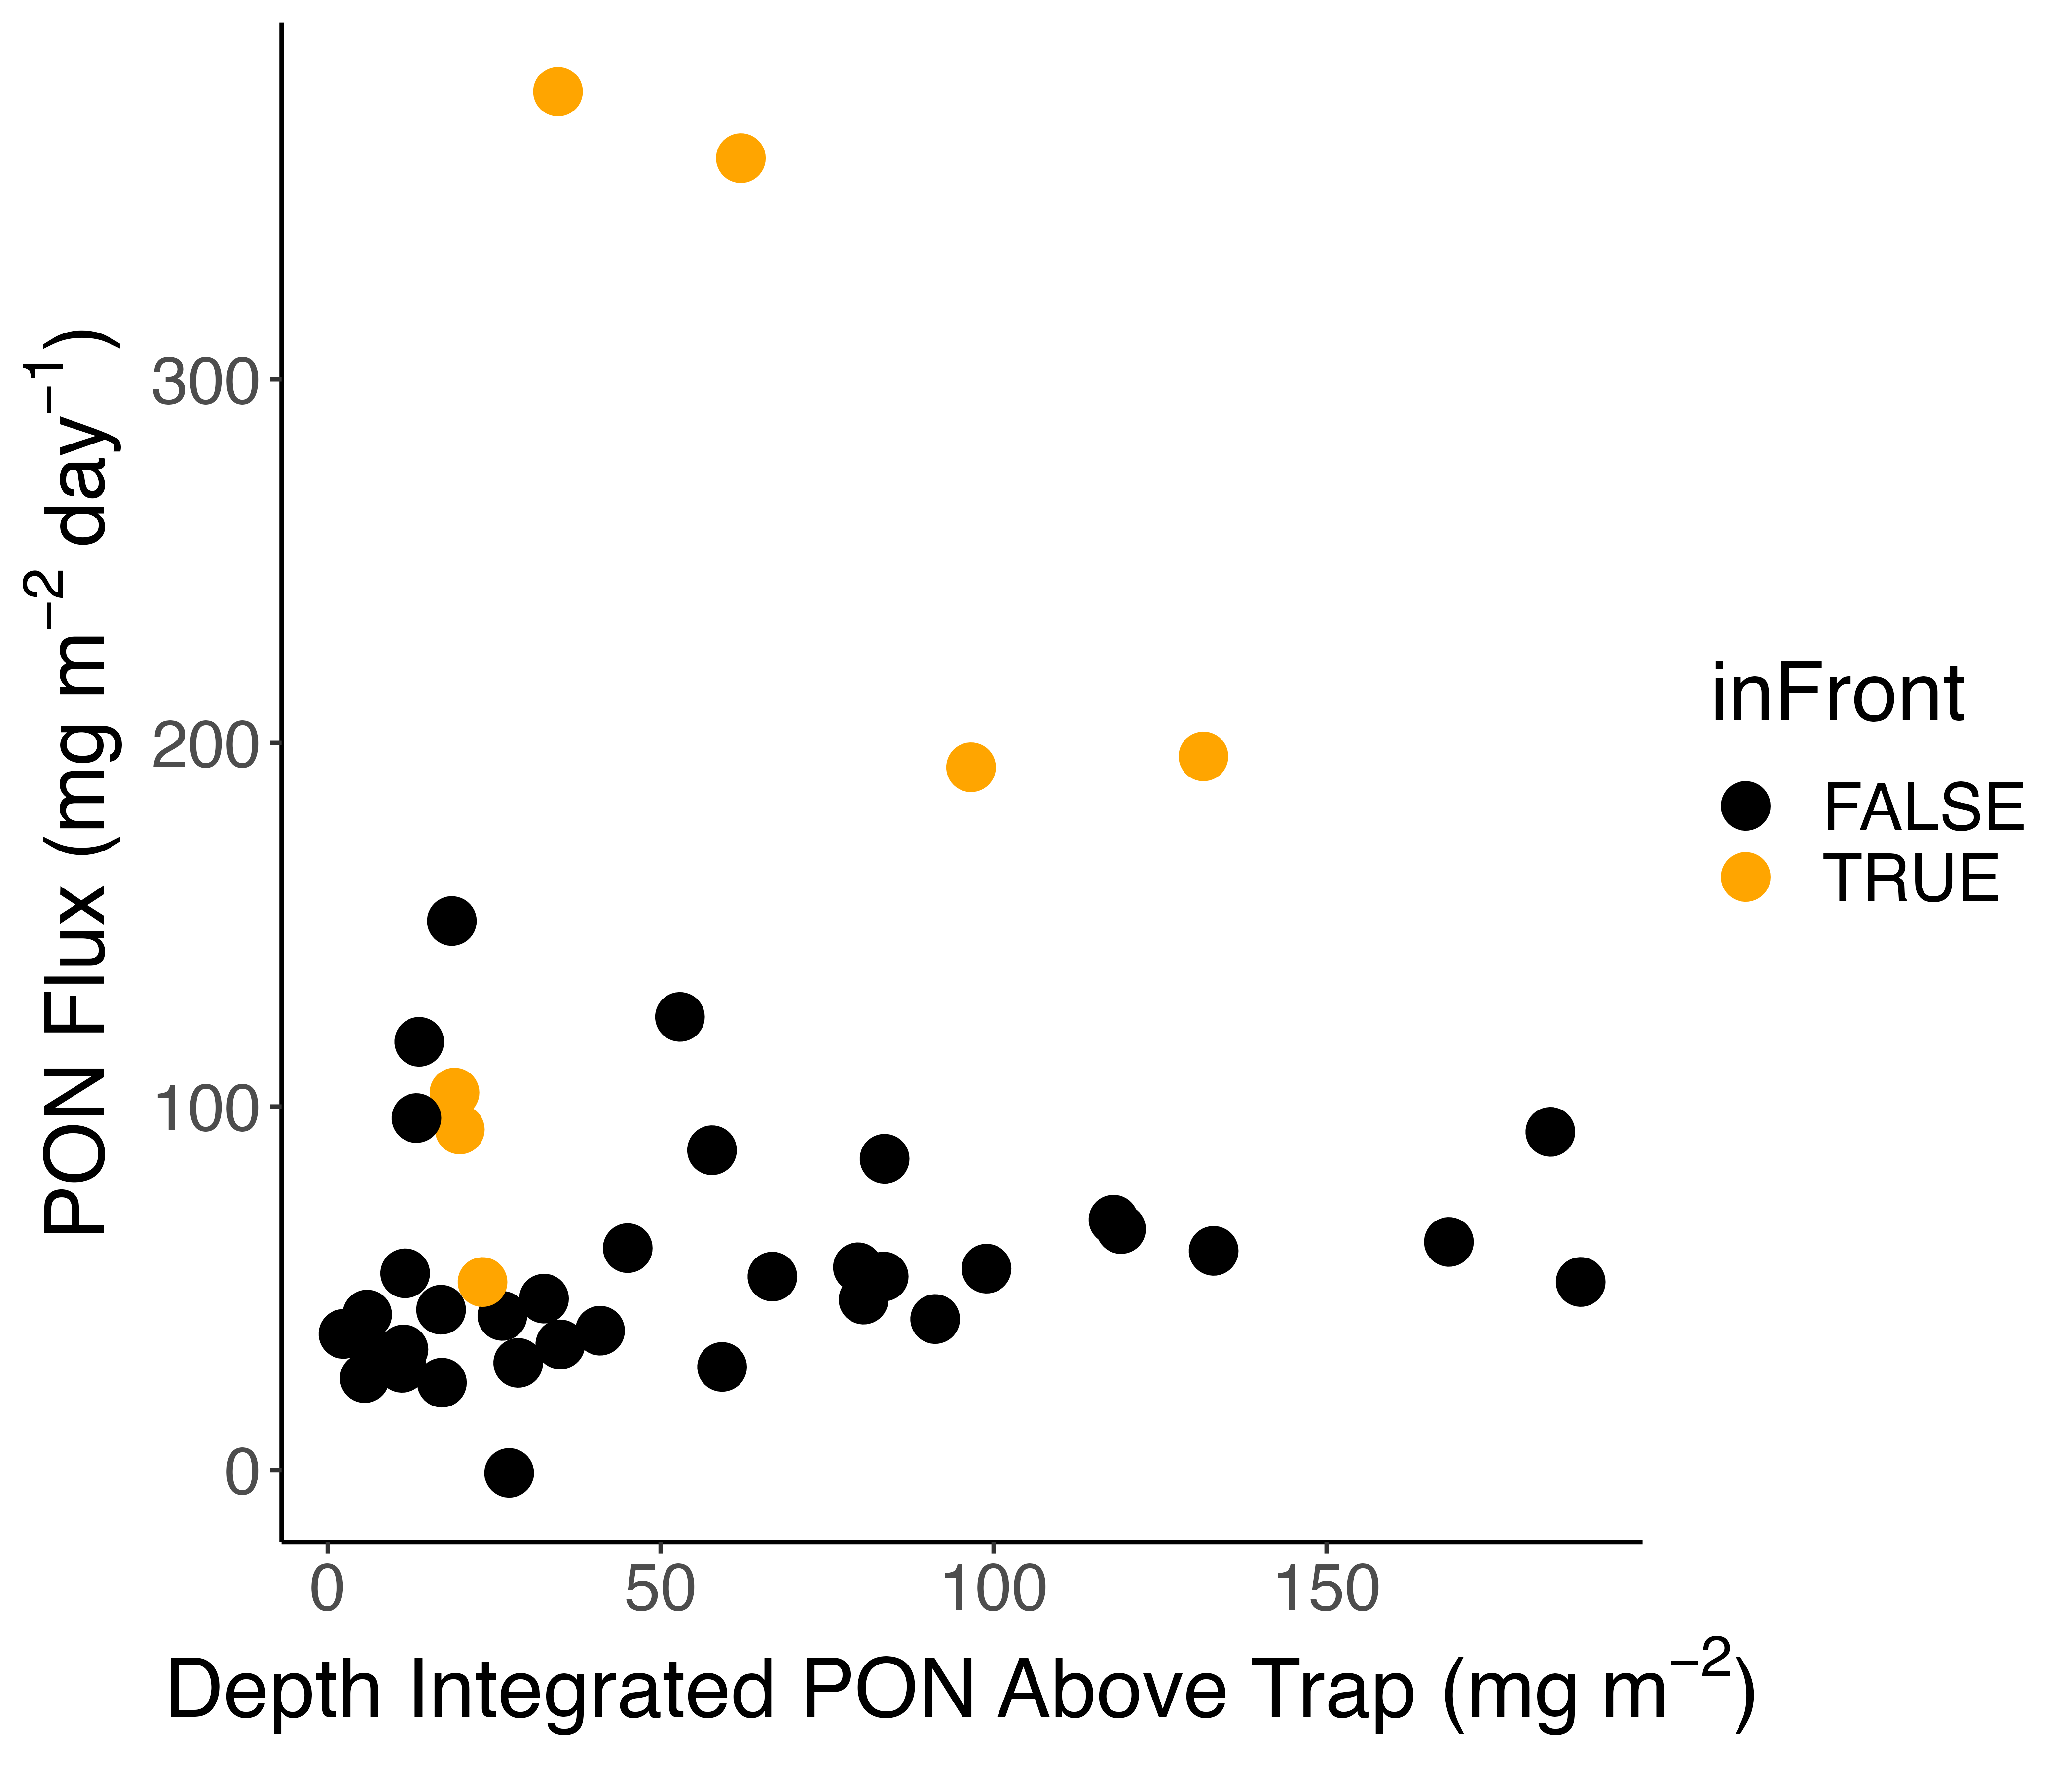 PON Flux (mg m⁻² day⁻¹)
300
200
100
0
0 50 100 150
Depth Integrated PON Above Trap (mg m⁻²)
inFront
FALSE
TRUE